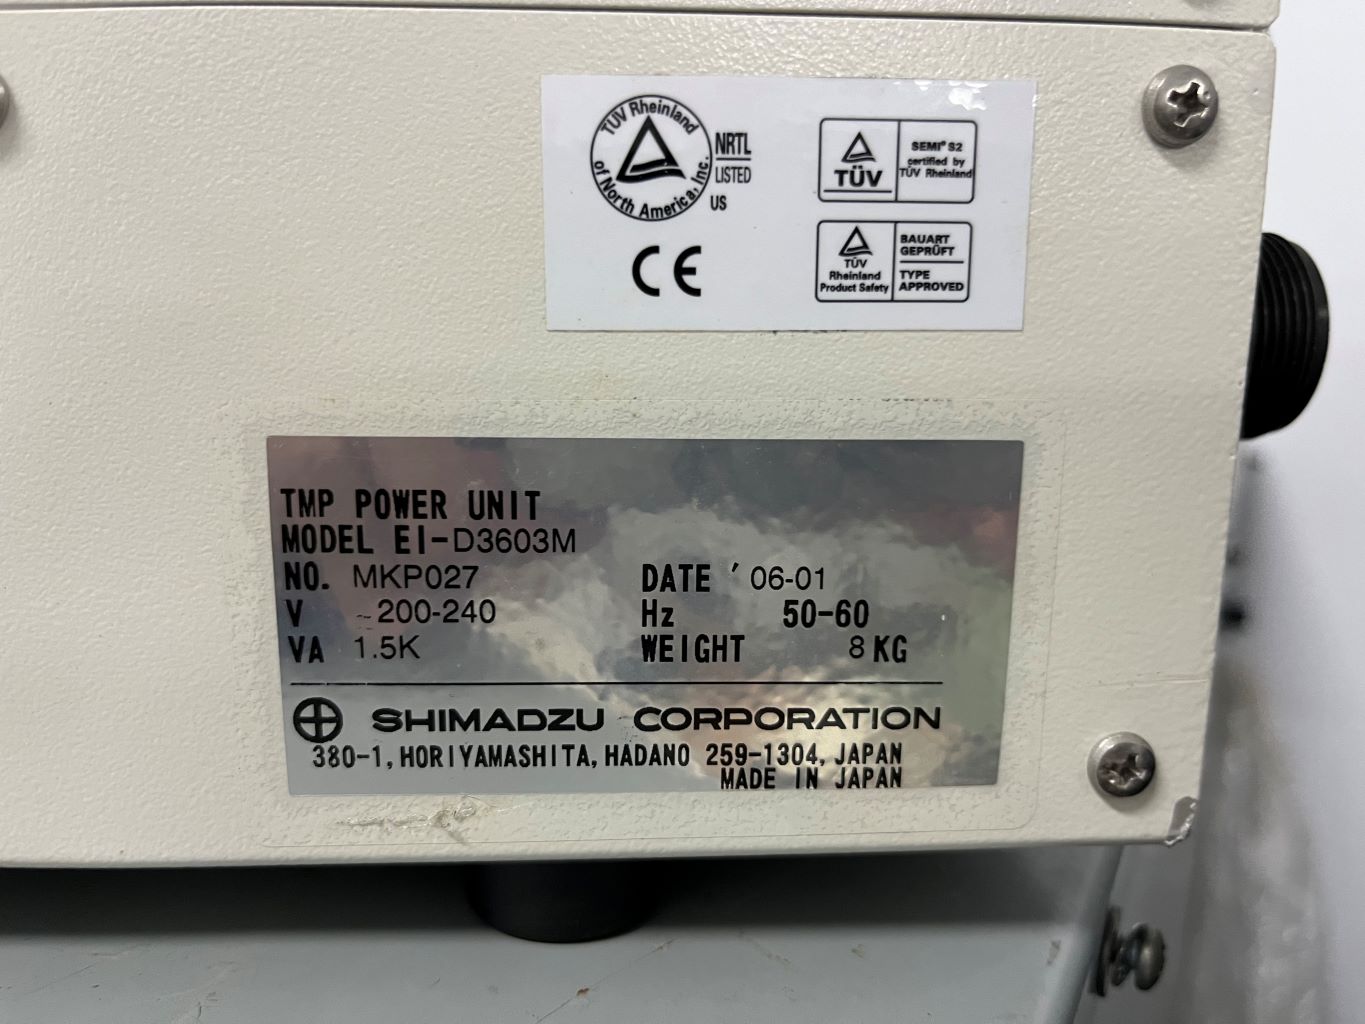 TÜV Rheinland of North America, Inc.
NRTL
LISTED
US
CE
TÜV
SEMI® S2
certified by
TÜV Rheinland
TÜV
Rheinland
Product Safety
BAUART
GEPRÜFT
TYPE
APPROVED
TMP POWER UNIT
MODEL EI-D3603M
NO. MKP027 DATE '06-01
V ~200-240 Hz 50-60
VA 1.5K WEIGHT 8 KG
SHIMADZU CORPORATION
380-1, HORIYAMASHITA, HADANO 259-1304, JAPAN
MADE IN JAPAN